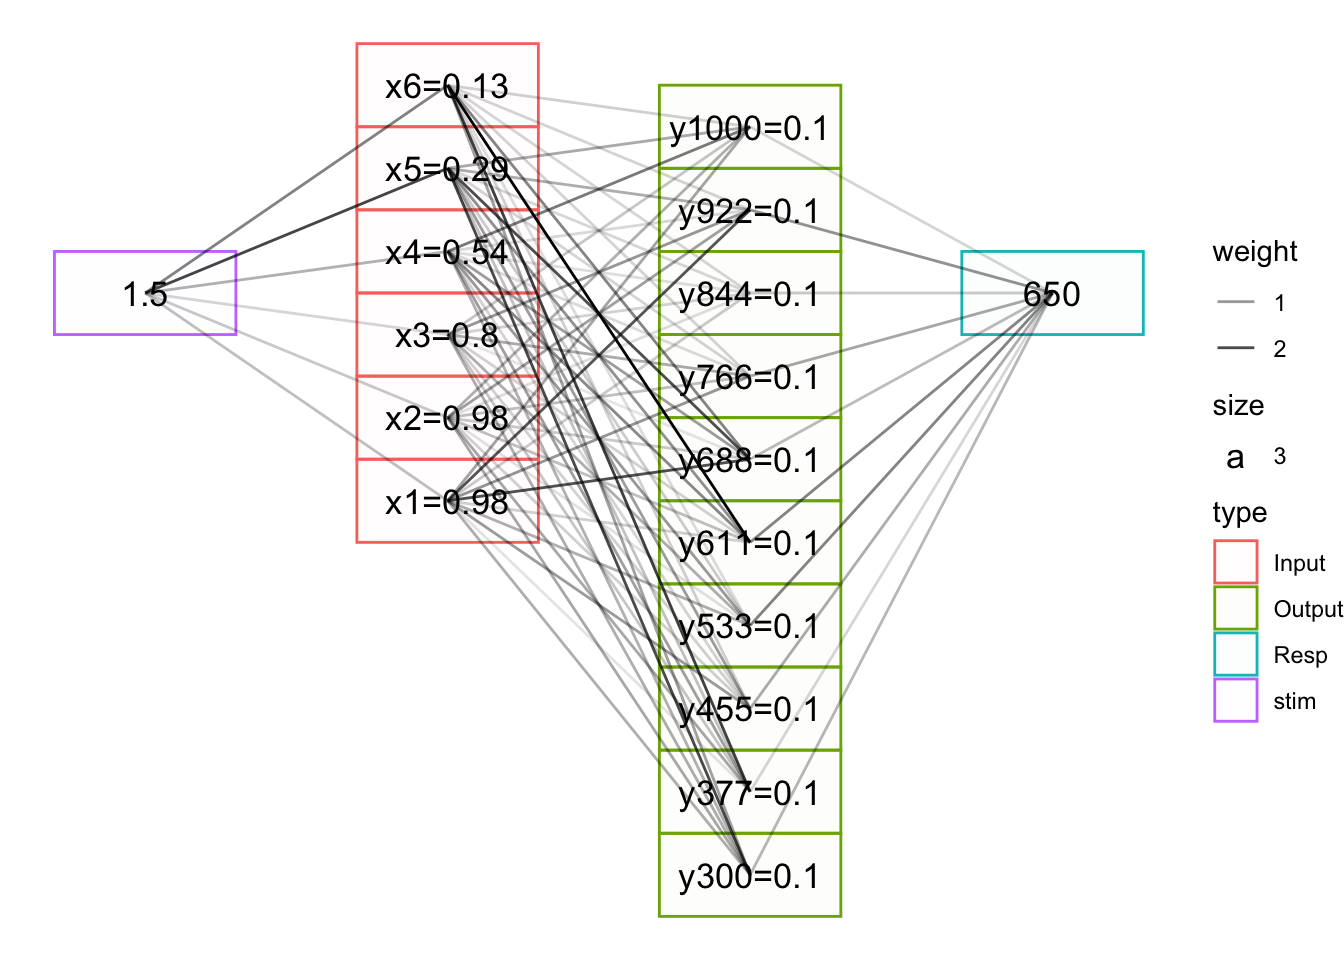 1.5
x6=0.13
x5=0.29
x4=0.54
x3=0.8
x2=0.98
x1=0.98
y1000=0.1
y922=0.1
y844=0.1
y766=0.1
y688=0.1
y611=0.1
y533=0.1
y455=0.1
y377=0.1
y300=0.1
650
weight
1
2
size
a 3
type
Input
Output
Resp
stim